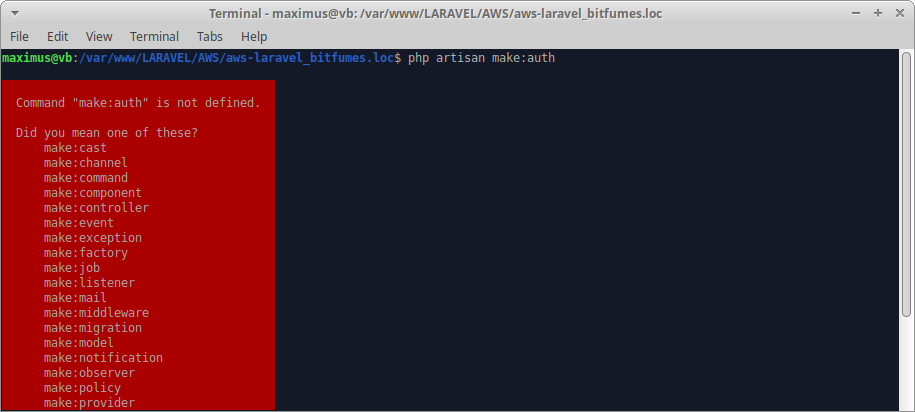 Terminal - maximus@vb: /var/www/LARAVEL/AWS/aws-laravel_bitfumes.loc
File Edit View Terminal Tabs Help
maximus@vb:/var/www/LARAVEL/AWS/aws-laravel_bitfumes.loc$ php artisan make:auth
Command "make:auth" is not defined.
Did you mean one of these?
make:cast
make:channel
make:command
make:component
make:controller
make:event
make:exception
make:factory
make:job
make:listener
make:mail
make:middleware
make:migration
make:model
make:notification
make:observer
make:policy
make:provider